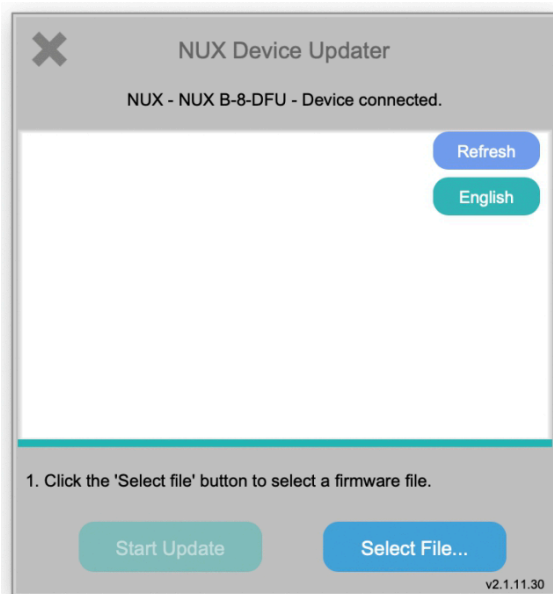 NUX Device Updater
NUX - NUX B-8-DFU - Device connected.
Refresh
English
1. Click the 'Select file' button to select a firmware file.
Start Update
Select File...
v2.1.11.30